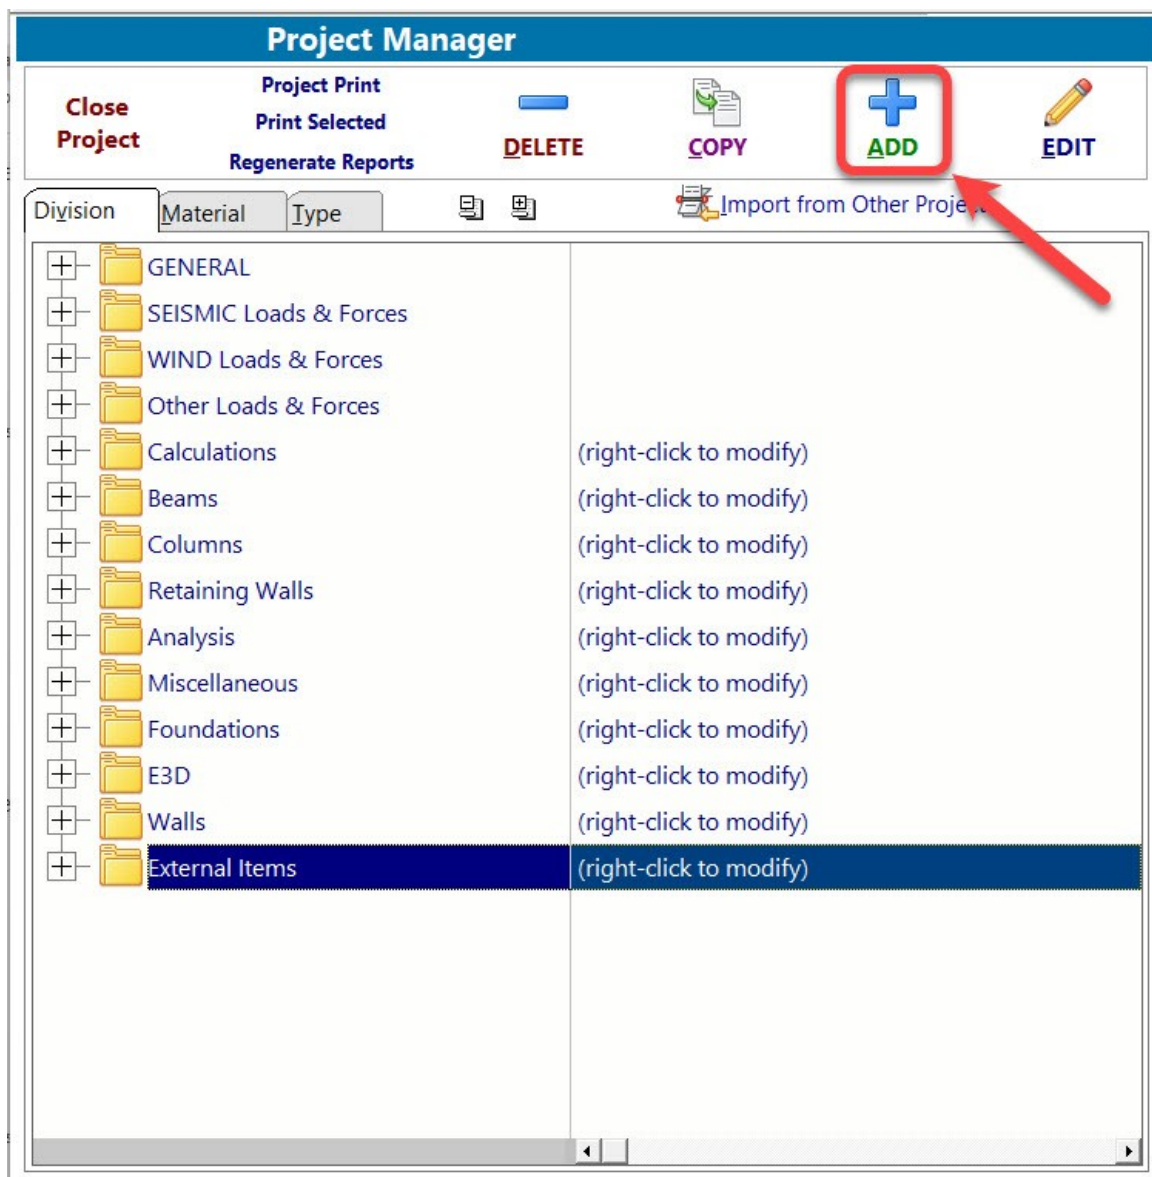 Project Manager
Close
Project
Project Print
Print Selected
Regenerate Reports
DELETE
COPY
ADD
EDIT
Division
Material
Type
Import from Other Project
GENERAL
SEISMIC Loads & Forces
WIND Loads & Forces
Other Loads & Forces
Calculations (right-click to modify)
Beams (right-click to modify)
Columns (right-click to modify)
Retaining Walls (right-click to modify)
Analysis (right-click to modify)
Miscellaneous (right-click to modify)
Foundations (right-click to modify)
E3D (right-click to modify)
Walls (right-click to modify)
External Items (right-click to modify)